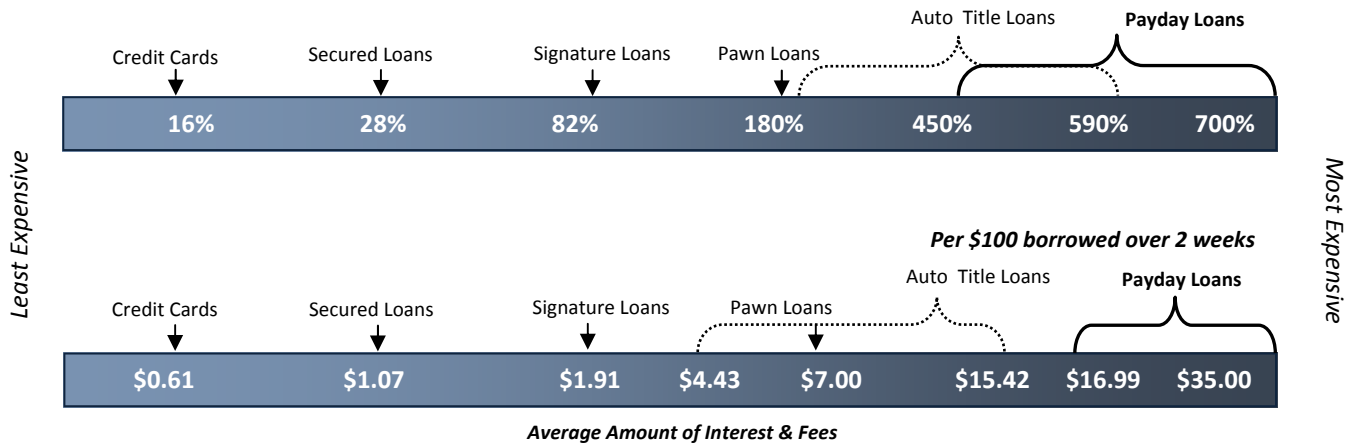 Auto Title Loans Payday Loans
Credit Cards Secured Loans Signature Loans Pawn Loans
16% 28% 82% 180% 450% 590% 700%
Least Expensive
Most Expensive
Per $100 borrowed over 2 weeks
Auto Title Loans Payday Loans
Credit Cards Secured Loans Signature Loans Pawn Loans
$0.61 $1.07 $1.91 $4.43 $7.00 $15.42 $16.99 $35.00
Average Amount of Interest & Fees